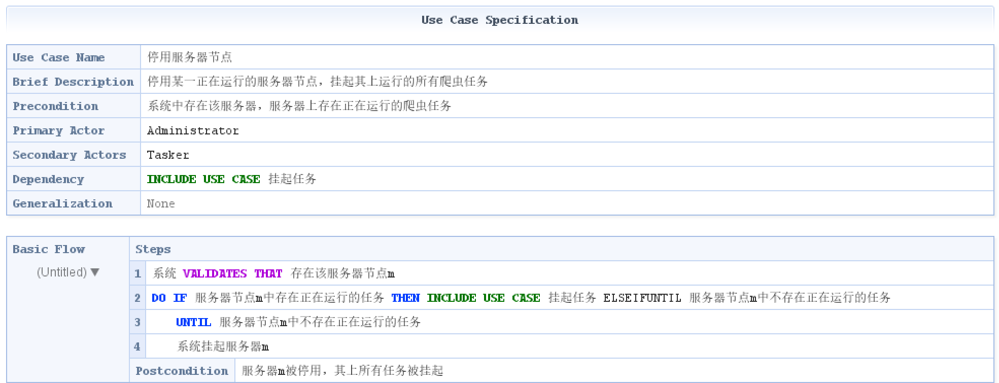 Use Case Specification
Use Case Name 停用服务器节点
Brief Description 停用某一正在运行的服务器节点，挂起其上运行的所有爬虫任务
Precondition 系统中存在该服务器，服务器上存在正在运行的爬虫任务
Primary Actor Administrator
Secondary Actors Tasker
Dependency INCLUDE USE CASE 挂起任务
Generalization None
Basic Flow Steps
(Untitled) ▼
1 系统 VALIDATES THAT 存在该服务器节点m
2 DO IF 服务器节点m中存在正在运行的任务 THEN INCLUDE USE CASE 挂起任务 ELSEIFUNTIL 服务器节点m中不存在正在运行的任务
3 UNTIL 服务器节点m中不存在正在运行的任务
4 系统挂起服务器m
Postcondition 服务器m被停用，其上所有任务被挂起